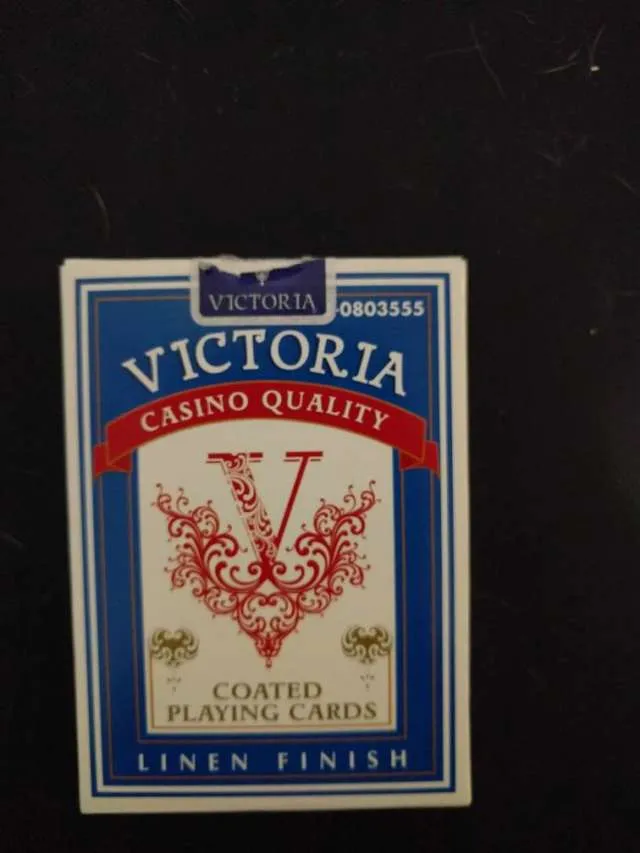 VICTORIA
-0803555
VICTORIA
CASINO QUALITY
V
COATED
PLAYING CARDS
LINEN FINISH